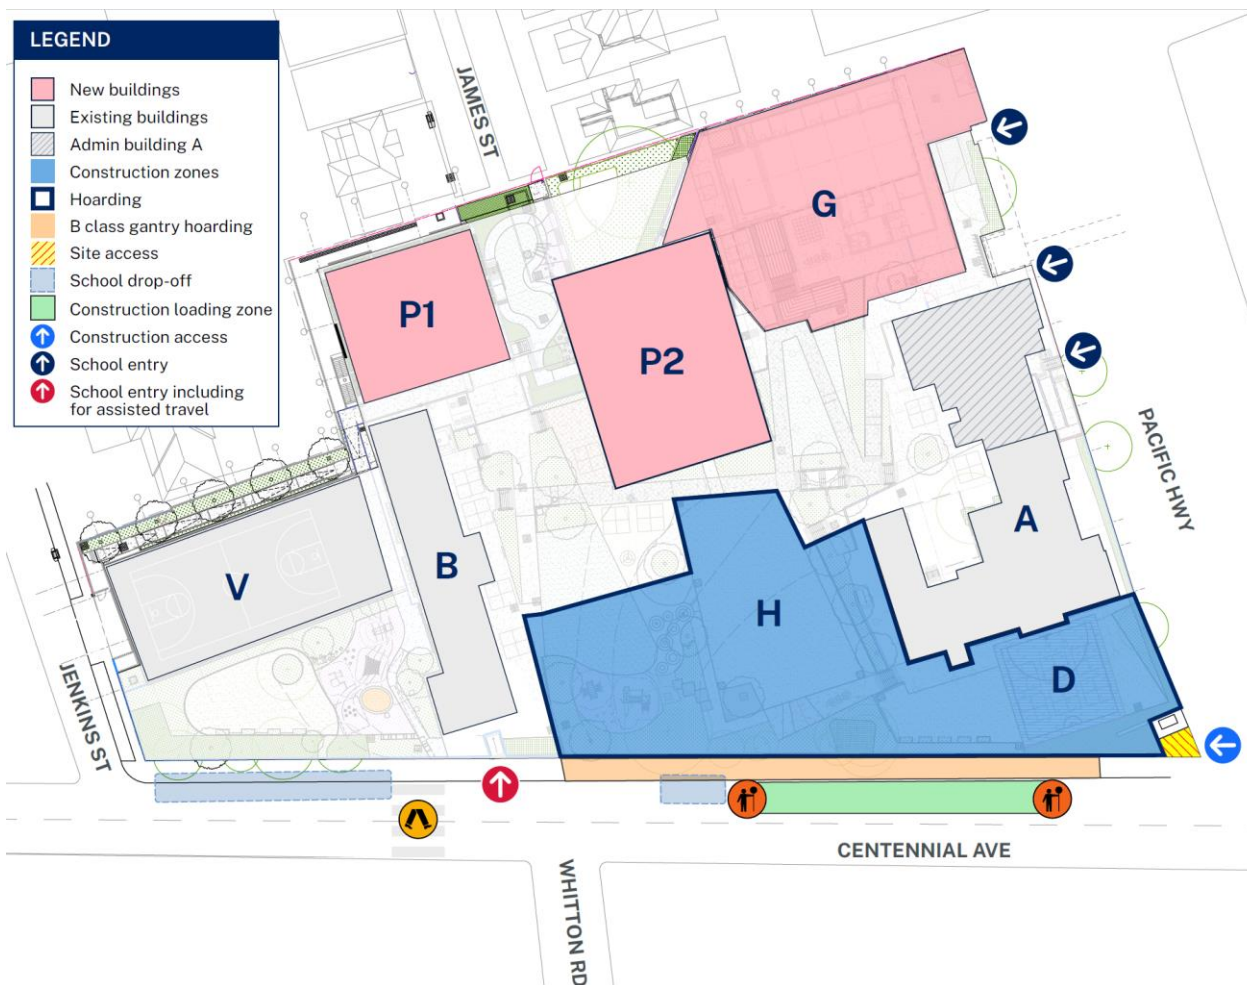 LEGEND
New buildings
Existing buildings
Admin building A
Construction zones
Hoarding
B class gantry hoarding
Site access
School drop-off
Construction loading zone
Construction access
School entry
School entry including
for assisted travel
JAMES ST
G
P1
P2
PACIFIC HWY
A
V
B
H
D
JENKINS ST
CENTENNIAL AVE
WHITTON RD